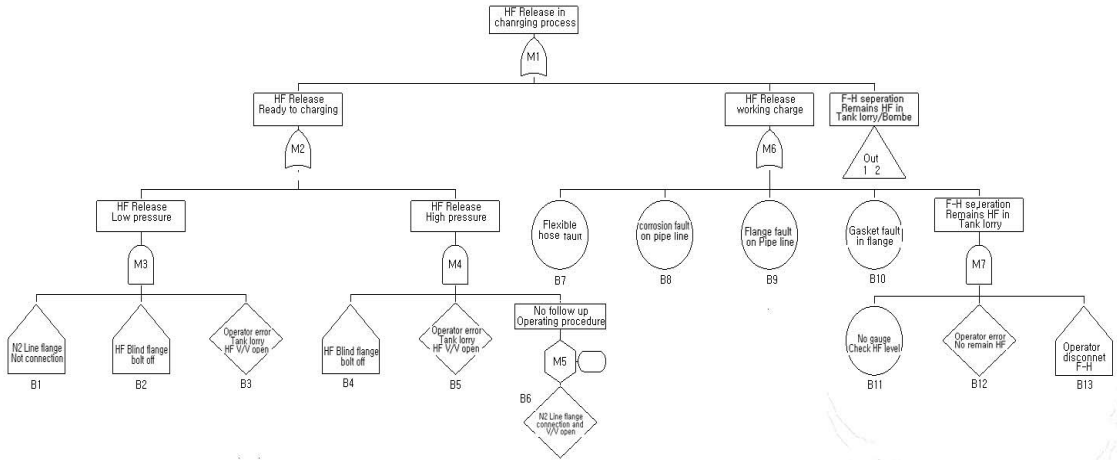 HF Release in
chanrging process
M1
HF Release
Ready to charging
HF Release
working charge
F-H seperation
Remains HF in
Tank lorry/Bombe
M2
M6
Out
1 2
HF Release
Low pressure
HF Release
High pressure
Flexible
hose fault
corrosion fault
on pipe line
Flange fault
on Pipe line
Gasket fault
in flange
F-H seperation
Remains HF in
Tank lorry
M3
M4
M7
B7
B8
B9
B10
N2 Line flange
Not connection
HF Blind flange
bolt off
Operator error
Tank lorry
HF V/V open
HF Blind flange
bolt off
Operator error
Tank lorry
HF V/V open
No follow up
Operating procedure
M5
No gauge
Check HF level
Operator error
No remain HF
Operator
disconnet
F-H
B1
B2
B3
B4
B5
B6
B11
B12
B13
N2 Line flange
connection and
V/V open